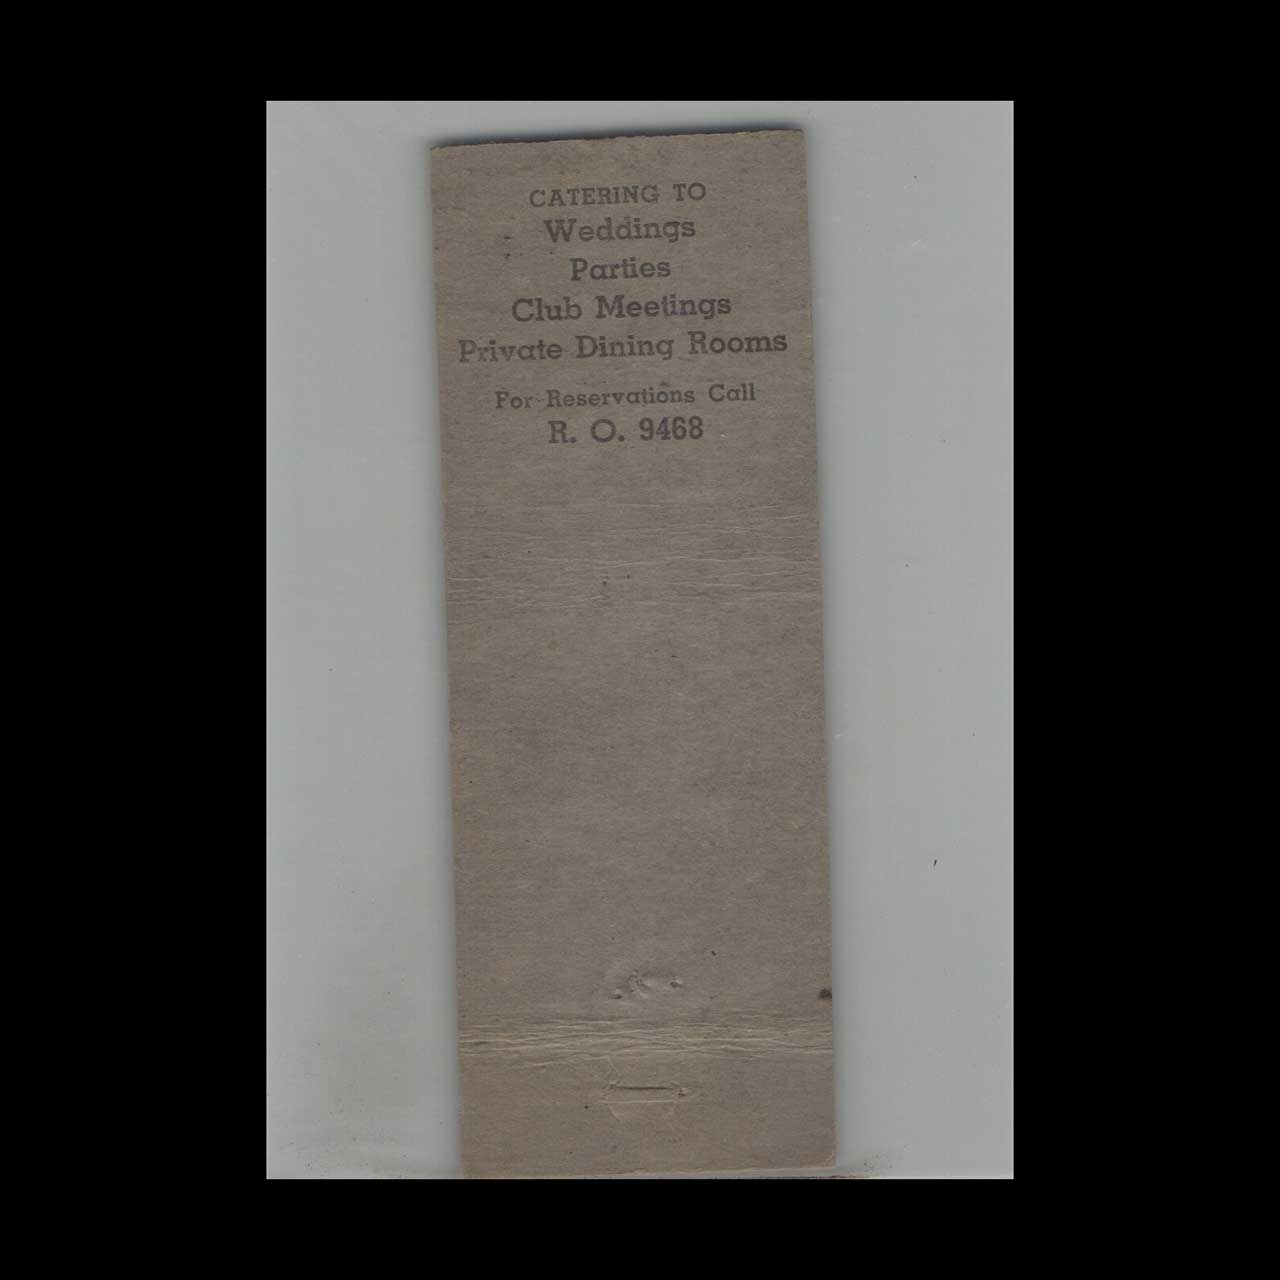 CATERING TO
Weddings
Parties
Club Meetings
Private Dining Rooms
For Reservations Call
R. O. 9468